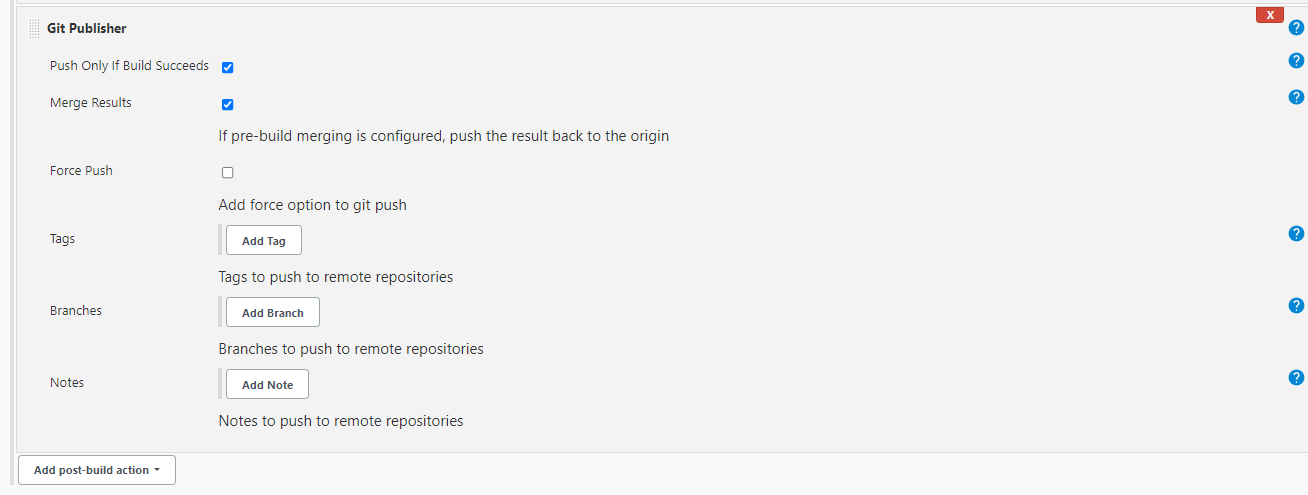 Git Publisher
X
?
Push Only If Build Succeeds
?
Merge Results
?
If pre-build merging is configured, push the result back to the origin
Force Push
Add force option to git push
Tags
Add Tag
?
Tags to push to remote repositories
Branches
Add Branch
?
Branches to push to remote repositories
Notes
Add Note
?
Notes to push to remote repositories
Add post-build action